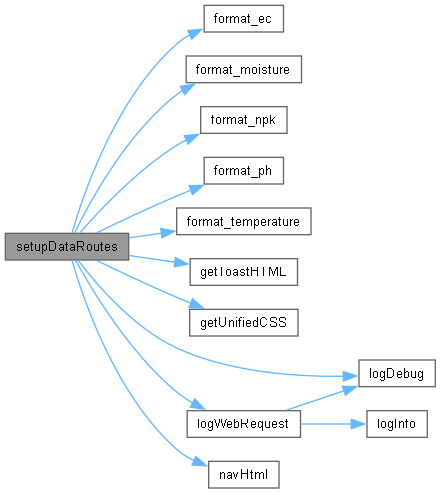 format_ec
format_moisture
format_npk
format_ph
setupDataRoutes
format_temperature
getToastHTML
getUnifiedCSS
logDebug
logWebRequest
logInfo
navHtml